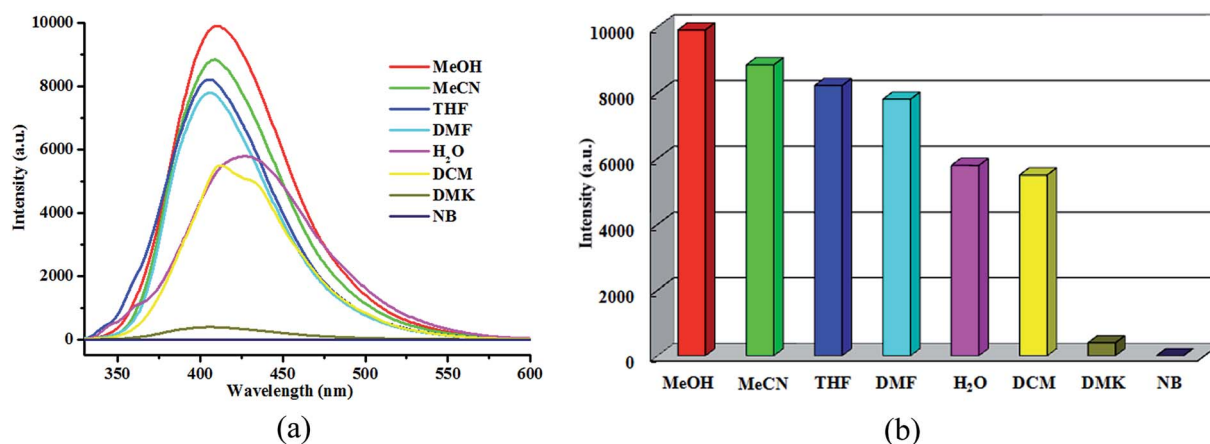 10000
8000
6000
4000
2000
0
Intensity (a.u.)
350 400 450 500 550 600
Wavelength (nm)
MeOH
MeCN
THF
DMF
H₂O
DCM
DMK
NB
(a)
10000
8000
6000
4000
2000
0
Intensity (a.u.)
MeOH MeCN THF DMF H₂O DCM DMK NB
(b)